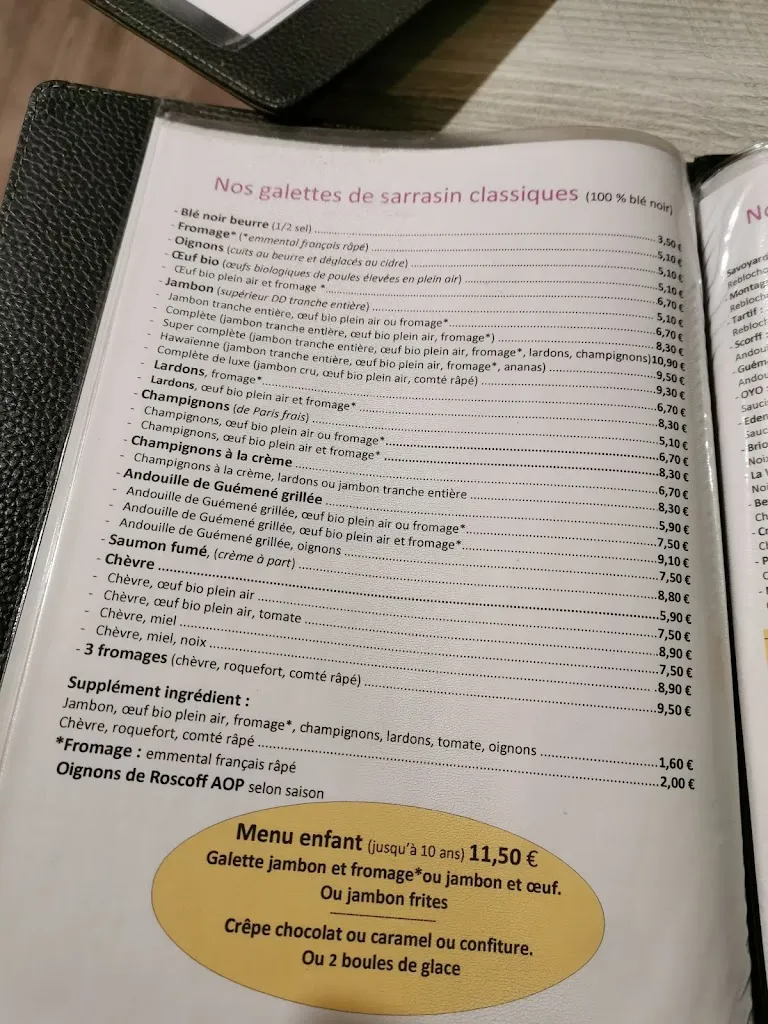 Nos galettes de sarrasin classiques (100 % blé noir)
- Blé noir beurre (1/2 sel) 3,50 €
- Fromage* (*emmental français râpé) 5,10 €
- Oignons (cuits au beurre et déglacés au cidre) 5,10 €
- Œuf bio (œufs biologiques de poules élevées en plein air) 5,10 €
- Œuf bio plein air et fromage * 6,70 €
- Jambon (supérieur DD tranche entière) 5,10 €
- Jambon tranche entière, œuf bio plein air ou fromage* 6,70 €
- Complète (jambon tranche entière, œuf bio plein air, fromage*) 8,30 €
- Super complète (jambon tranche entière, œuf bio plein air, fromage*, lardons, champignons) 10,90 €
- Hawaïenne (jambon tranche entière, œuf bio plein air, fromage*, ananas) 9,50 €
- Complète de luxe (jambon cru, œuf bio plein air, comté râpé) 9,30 €
- Lardons, fromage* 6,70 €
- Lardons, œuf bio plein air et fromage* 8,30 €
- Champignons (de Paris frais) 5,10 €
- Champignons, œuf bio plein air ou fromage* 6,70 €
- Champignons, œuf bio plein air et fromage* 8,30 €
- Champignons à la crème 6,70 €
- Champignons à la crème, lardons ou jambon tranche entière 8,30 €
- Andouille de Guémené grillée 5,90 €
- Andouille de Guémené grillée, œuf bio plein air ou fromage* 7,50 €
- Andouille de Guémené grillée, œuf bio plein air et fromage* 9,10 €
- Andouille de Guémené grillée, oignons 7,50 €
- Saumon fumé, (crème à part) 8,80 €
- Chèvre 5,90 €
- Chèvre, œuf bio plein air 7,50 €
- Chèvre, œuf bio plein air, tomate 8,90 €
- Chèvre, miel 7,50 €
- Chèvre, miel, noix 8,90 €
- 3 fromages (chèvre, roquefort, comté râpé) 9,50 €
Supplément ingrédient :
Jambon, œuf bio plein air, fromage*, champignons, lardons, tomate, oignons 1,60 €
Chèvre, roquefort, comté râpé 2,00 €
*Fromage : emmental français râpé
Oignons de Roscoff AOP selon saison
Menu enfant (jusqu'à 10 ans) 11,50 €
Galette jambon et fromage*ou jambon et œuf.
Ou jambon frites
Crêpe chocolat ou caramel ou confiture.
Ou 2 boules de glace
Savoyard
Reblocho
- Tartif :
Rebloch
- Scorff :
- OYO :